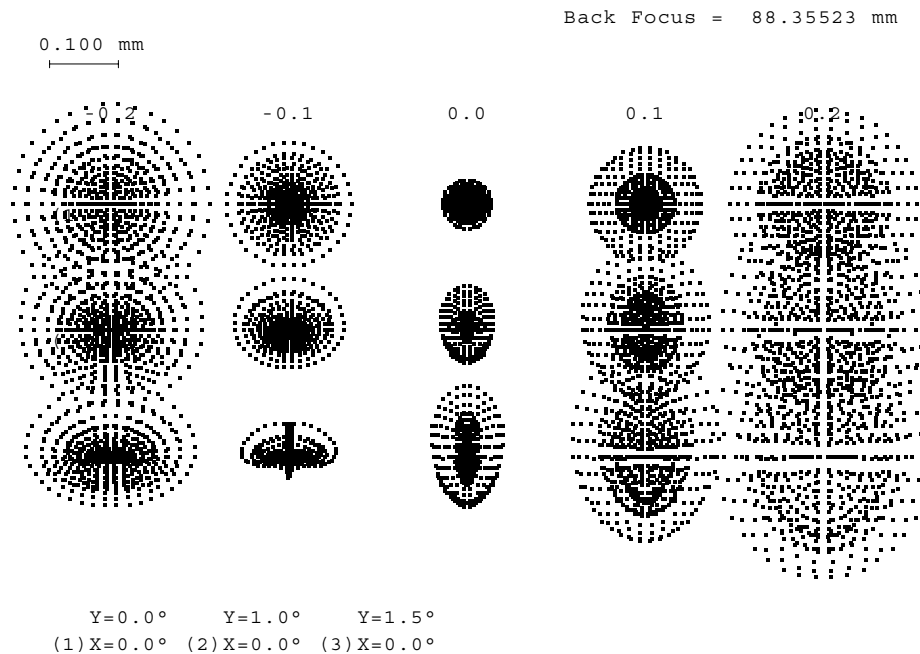 Back Focus = 88.35523 mm
0.100 mm
-0.2 -0.1 0.0 0.1 0.2
Y=0.0° Y=1.0° Y=1.5°
(1)X=0.0° (2)X=0.0° (3)X=0.0°